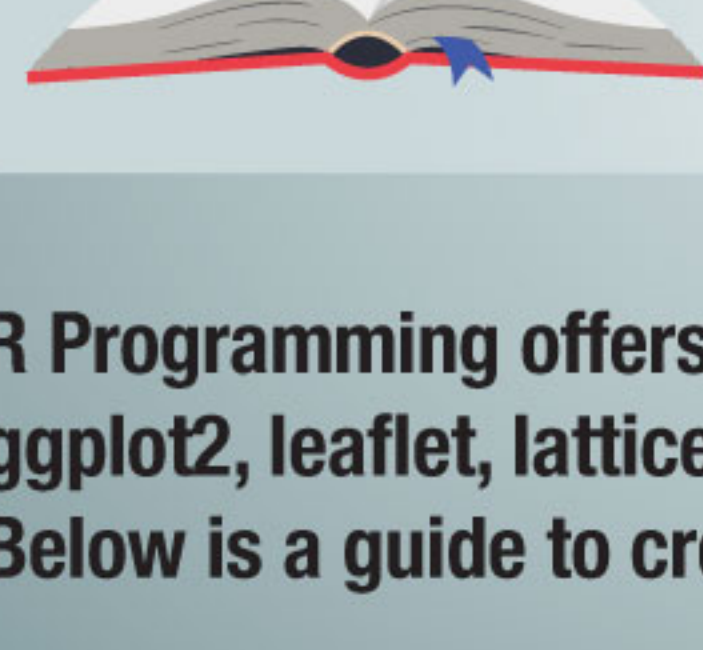 R Programming offers
ggplot2, leaflet, lattice
Below is a guide to cr